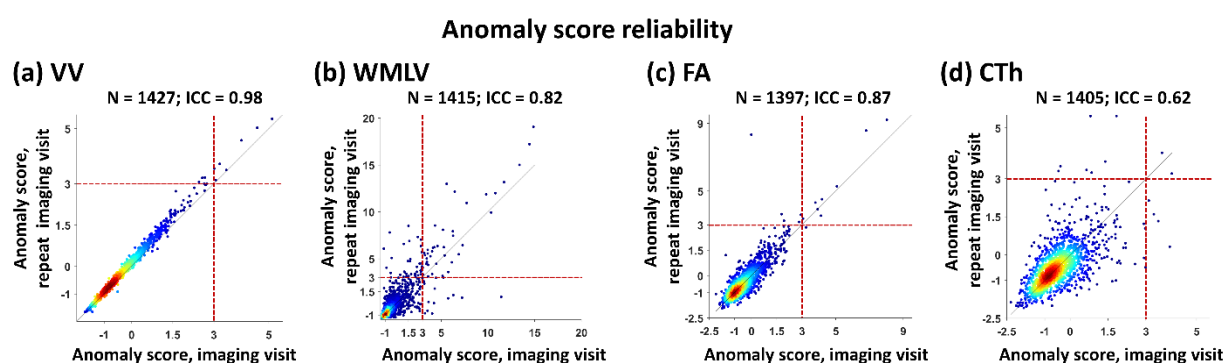 Anomaly score reliability
(a) VV
N = 1427; ICC = 0.98
Anomaly score,
repeat imaging visit
5
3
1.5
0
-1
-1 0 1.5 3 5
Anomaly score, imaging visit
(b) WMLV
N = 1415; ICC = 0.82
Anomaly score,
repeat imaging visit
20
15
10
5
3
1.5
-1
-1 1.5 3 5 10 15 20
Anomaly score, imaging visit
(c) FA
N = 1397; ICC = 0.87
Anomaly score,
repeat imaging visit
9
5
3
1.5
0
-1
-2.5
-2.5 -1 0 1.5 3 5 9
Anomaly score, imaging visit
(d) CTh
N = 1405; ICC = 0.62
Anomaly score,
repeat imaging visit
5
3
1.5
0
-1
-2.5
-2.5 -1 0 1.5 3 5
Anomaly score, imaging visit